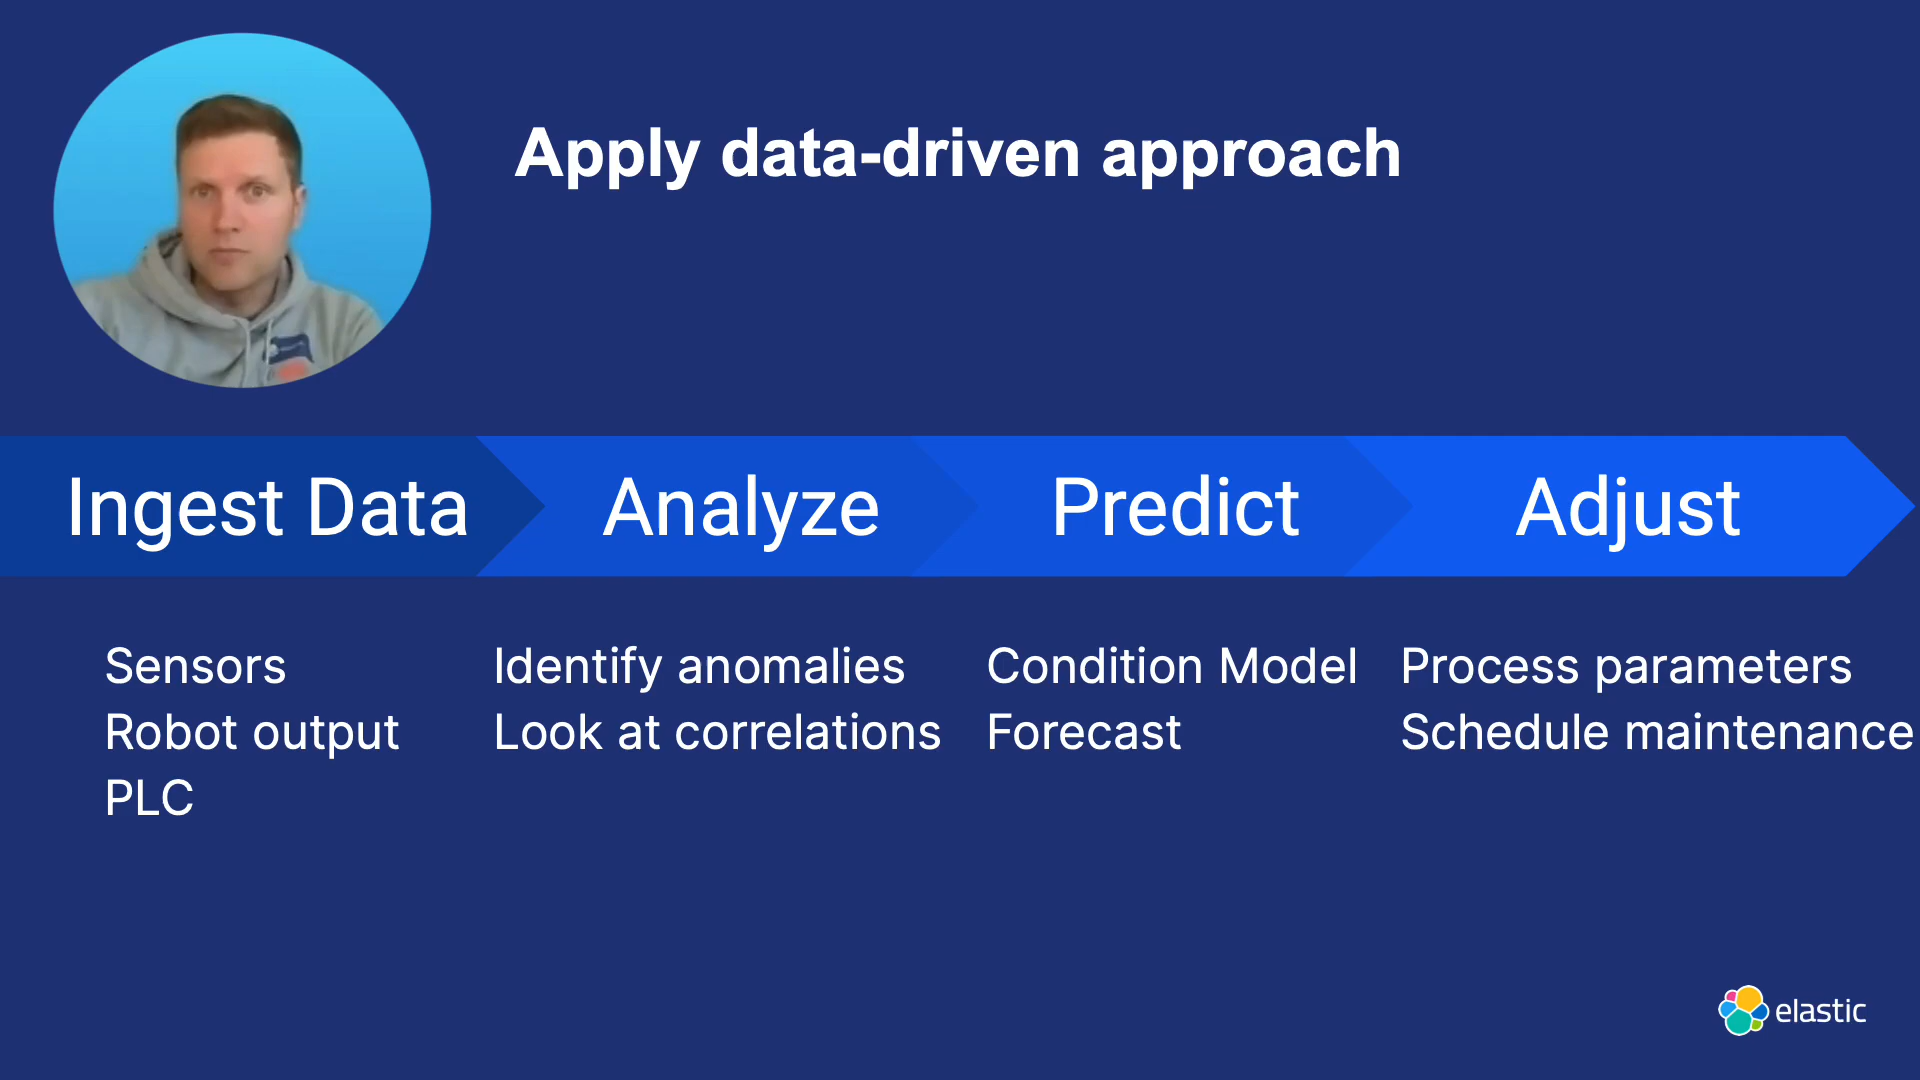 Apply data-driven approach
Ingest Data
Analyze
Predict
Adjust
Sensors
Robot output
PLC
Identify anomalies
Look at correlations
Condition Model
Forecast
Process parameters
Schedule maintenance
elastic